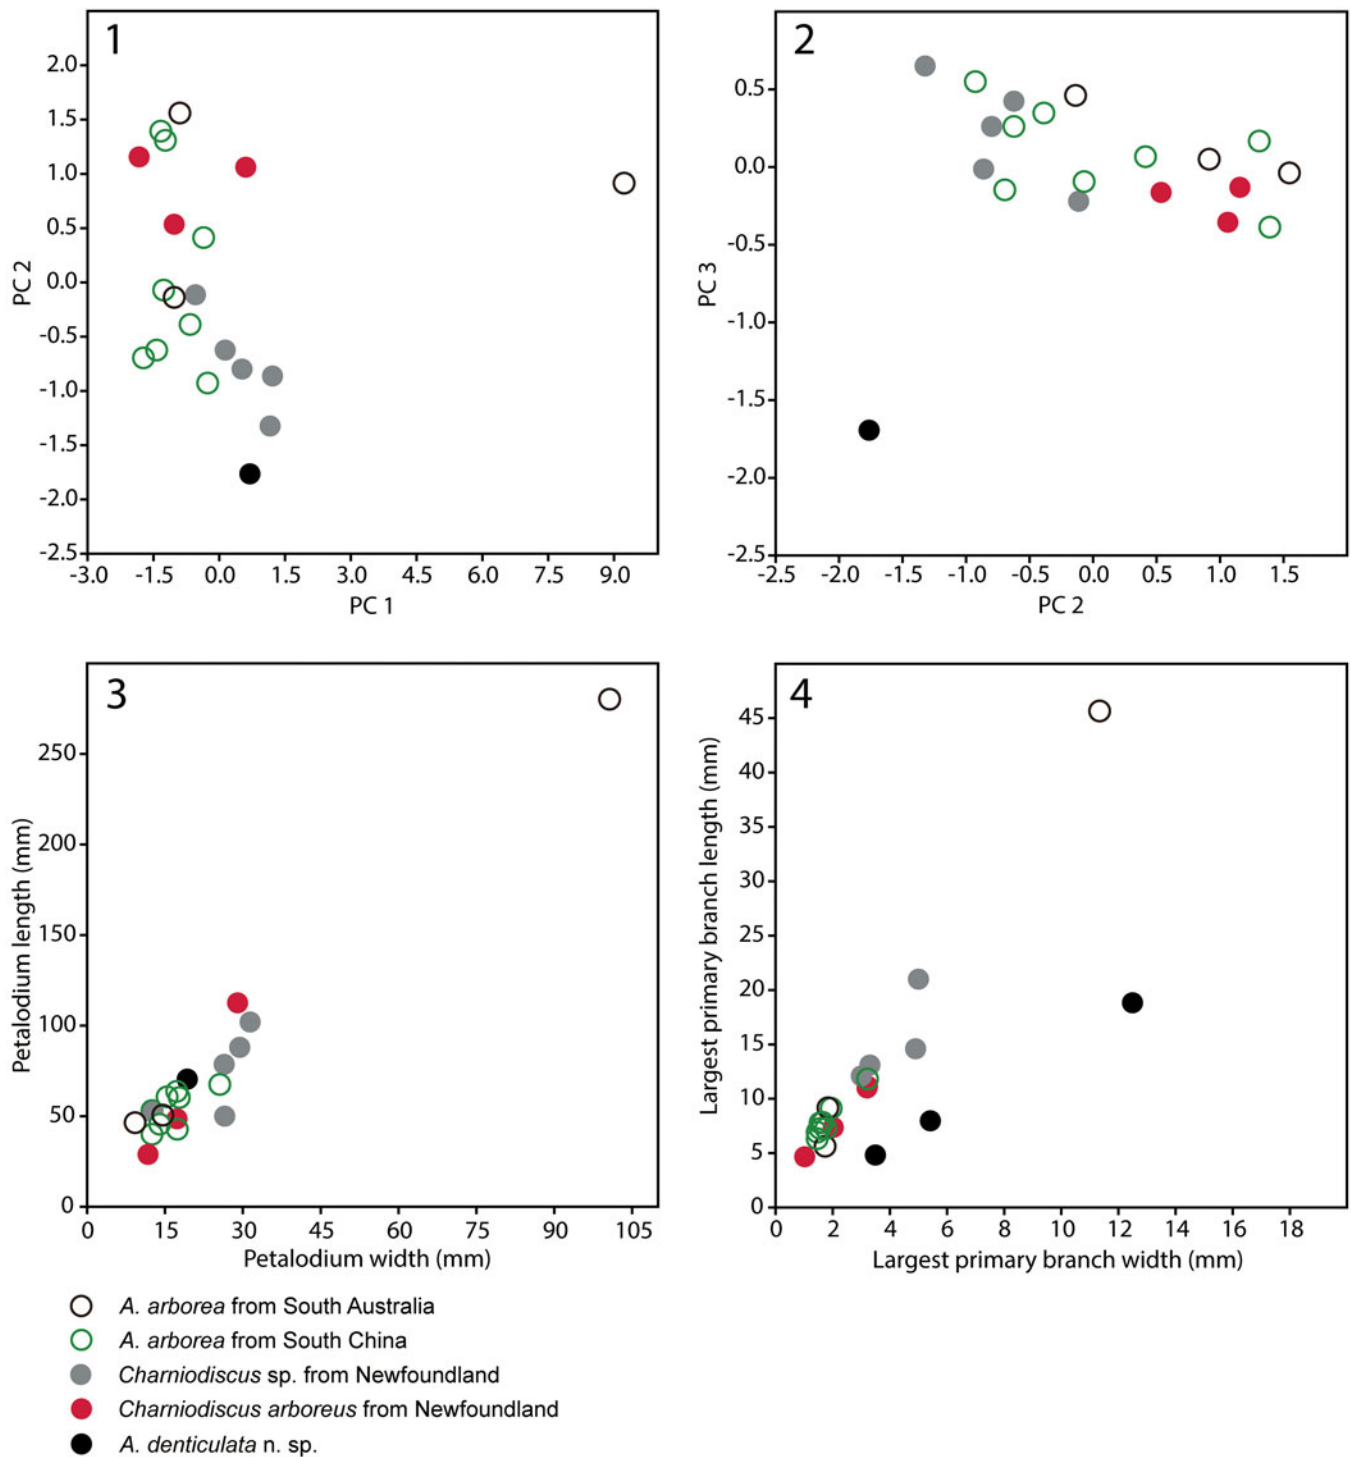 1
2.0
1.5
1.0
0.5
0.0
-0.5
-1.0
-1.5
-2.0
-2.5
PC 2
-3.0 -1.5 0.0 1.5 3.0 4.5 6.0 7.5 9.0
PC 1
2
0.5
0.0
-0.5
-1.0
-1.5
-2.0
-2.5
PC 3
-2.5 -2.0 -1.5 -1.0 -0.5 0.0 0.5 1.0 1.5
PC 2
3
250
200
150
100
50
0
Petalodium length (mm)
0 15 30 45 60 75 90 105
Petalodium width (mm)
4
45
40
35
30
25
20
15
10
5
0
Largest primary branch length (mm)
0 2 4 6 8 10 12 14 16 18
Largest primary branch width (mm)
A. arborea from South Australia
A. arborea from South China
Charniodiscus sp. from Newfoundland
Charniodiscus arboreus from Newfoundland
A. denticulata n. sp.